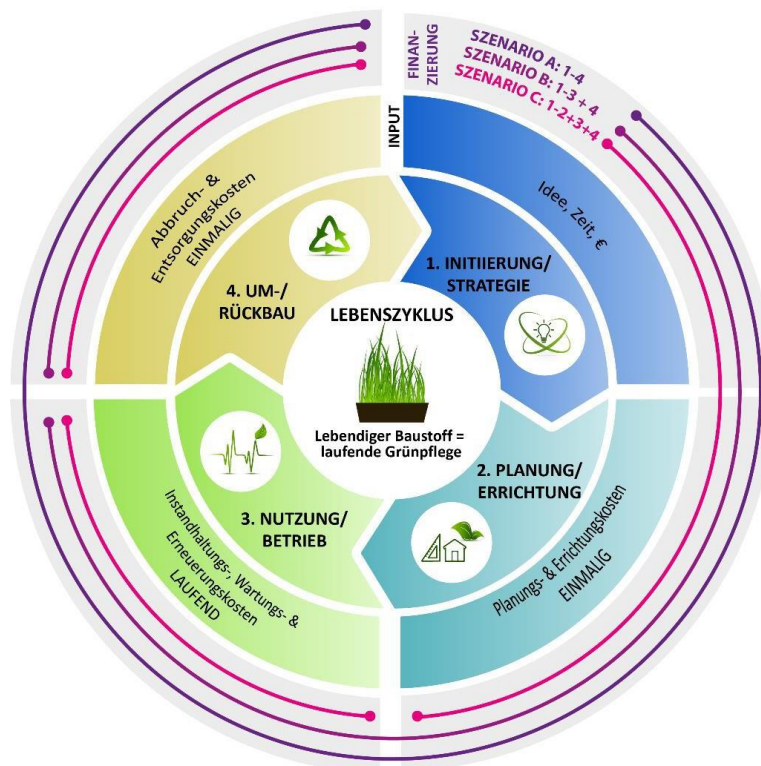 FINAN-
ZIERUNG
SZENARIO A: 1-4
SZENARIO B: 1-3 + 4
SZENARIO C: 1-2+3+4
INPUT
Idee, Zeit, €
1. INITIIERUNG/
STRATEGIE
Planungs- & Errichtungskosten
EINMALIG
2. PLANUNG/
ERRICHTUNG
Instandhaltungs-, Wartungs- &
Erneuerungskosten
LAUFEND
3. NUTZUNG/
BETRIEB
Abbruch- &
Entsorgungskosten
EINMALIG
4. UM-/
RÜCKBAU
LEBENSZYKLUS
Lebendiger Baustoff =
laufende Grünpflege